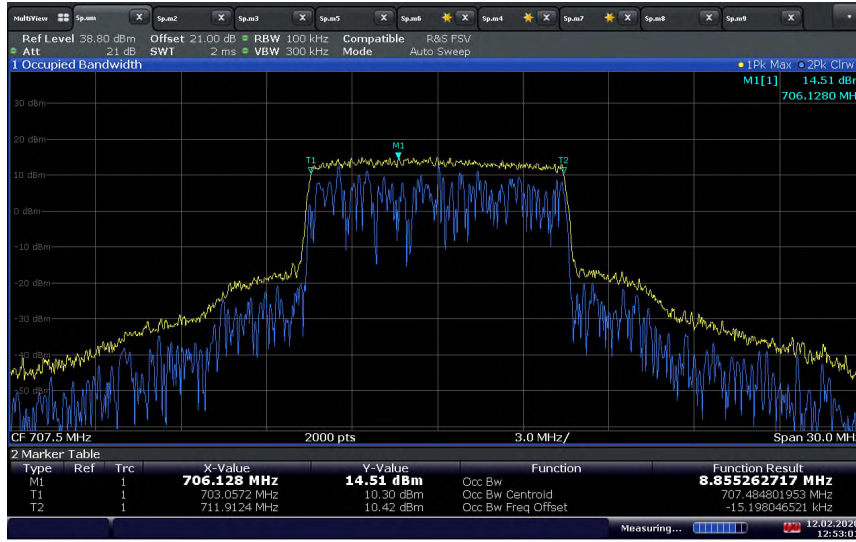 MultiView Sp.am X Sp.m2 X Sp.m3 X Sp.m5 X Sp.m6 X Sp.m4 X Sp.m7 X Sp.m8 X Sp.m9 X
Ref Level 38.80 dBm Offset 21.00 dB RBW 100 kHz Compatible R&S FSV
Att 21 dB SWT 2 ms VBW 300 kHz Mode Auto Sweep
1 Occupied Bandwidth 1Pk Max 2Pk Clrw
M1[1] 14.51 dBm
706.1280 MH
30 dBm
20 dBm
M1
T1 T2
10 dBm
0 dBm
-10 dBm
-20 dBm
-30 dBm
-40 dBm
-50 dBm
CF 707.5 MHz 2000 pts 3.0 MHz/ Span 30.0 MH
2 Marker Table
Type Ref Trc X-Value Y-Value Function Function Result
M1 1 706.128 MHz 14.51 dBm Occ Bw 8.855262717 MHz
T1 1 703.0572 MHz 10.30 dBm Occ Bw Centroid 707.484801953 MHz
T2 1 711.9124 MHz 10.42 dBm Occ Bw Freq Offset -15.198046521 kHz
Measuring... 12.02.2020
12:53:0